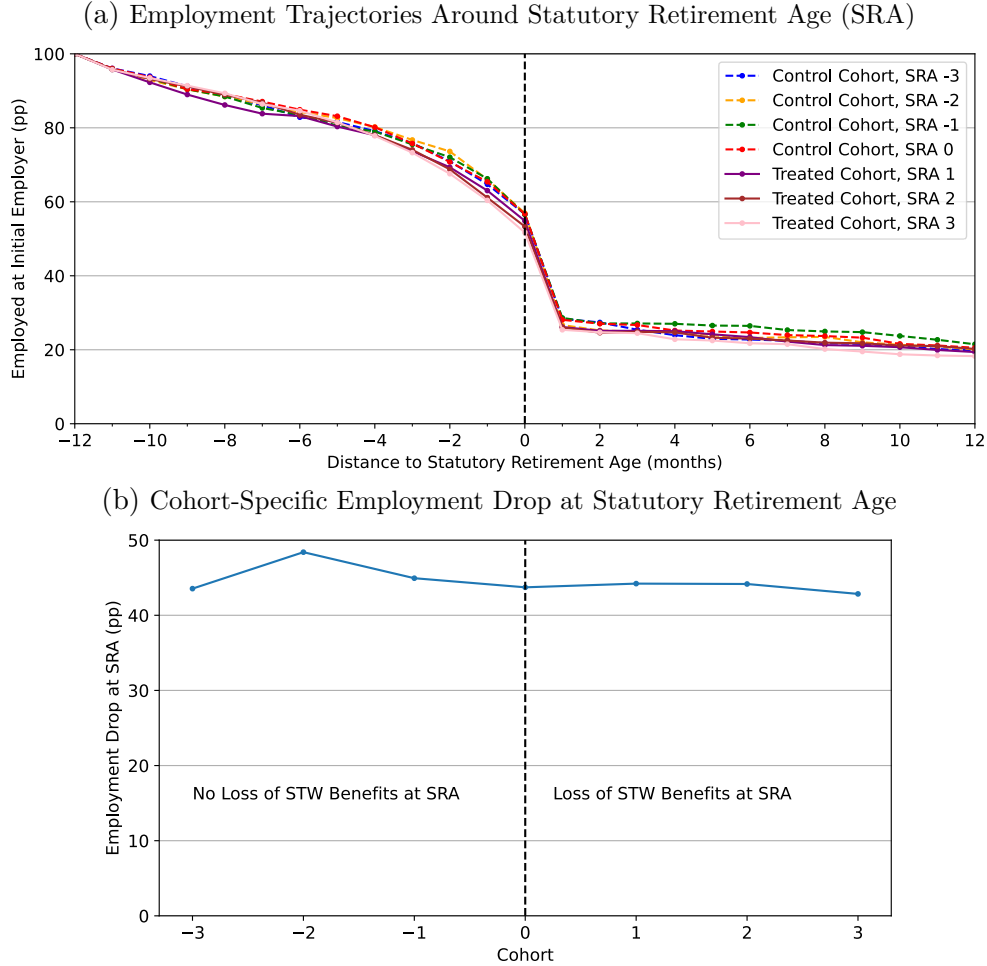 (a) Employment Trajectories Around Statutory Retirement Age (SRA)
Employed at Initial Employer (pp)
100
80
60
40
20
0
Control Cohort, SRA -3
Control Cohort, SRA -2
Control Cohort, SRA -1
Control Cohort, SRA 0
Treated Cohort, SRA 1
Treated Cohort, SRA 2
Treated Cohort, SRA 3
−12 −10 −8 −6 −4 −2 0 2 4 6 8 10 12
Distance to Statutory Retirement Age (months)
(b) Cohort-Specific Employment Drop at Statutory Retirement Age
Employment Drop at SRA (pp)
50
40
30
20
10
0
No Loss of STW Benefits at SRA
Loss of STW Benefits at SRA
−3 −2 −1 0 1 2 3
Cohort